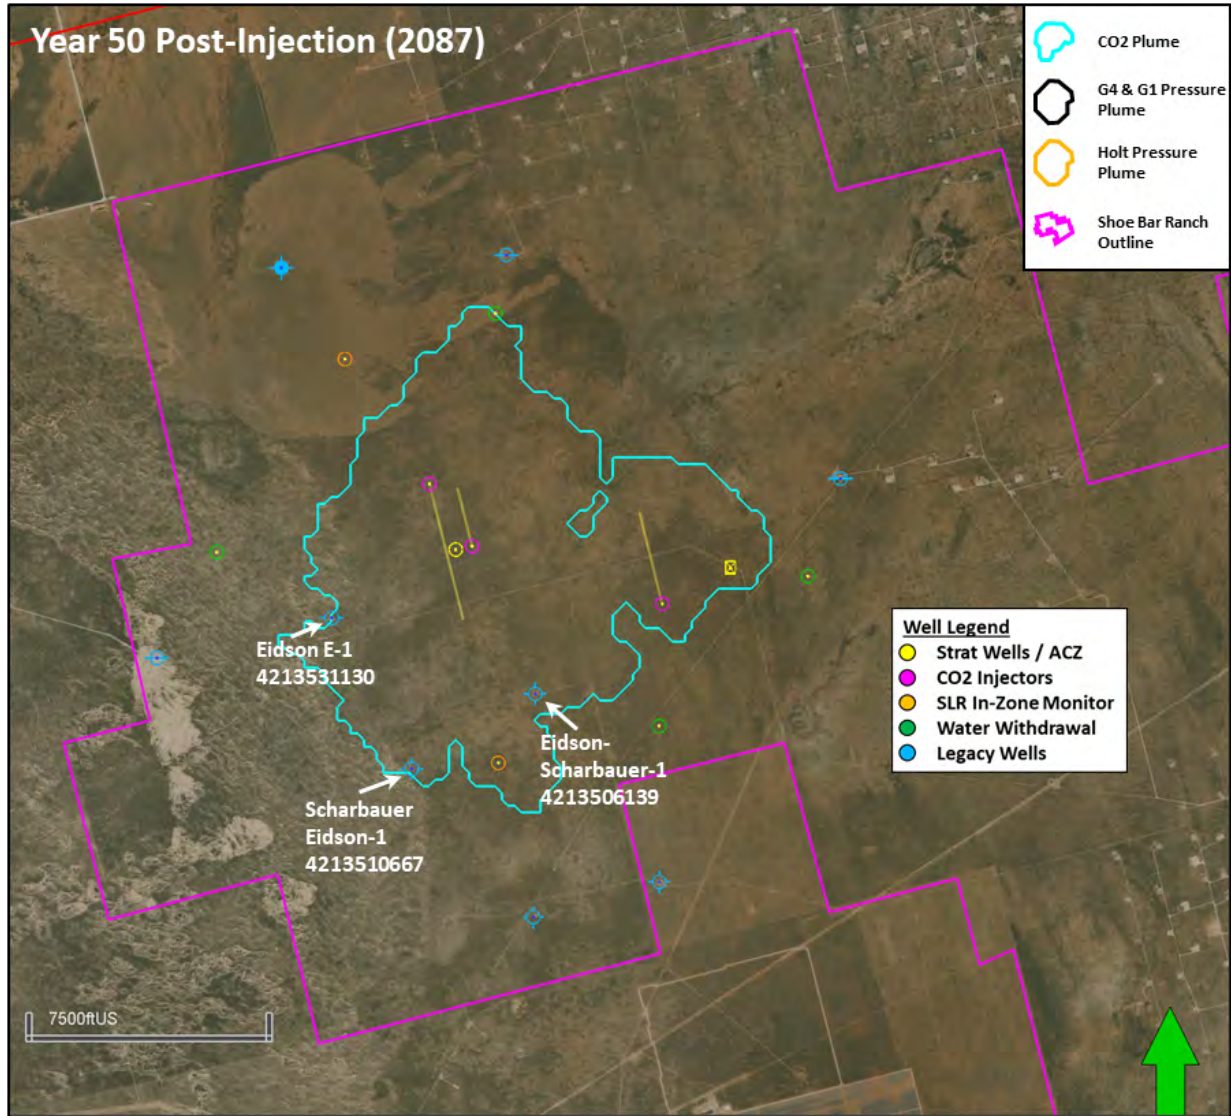 Year 50 Post-Injection (2087)
CO2 Plume
G4 & G1 Pressure
Plume
Holt Pressure
Plume
Shoe Bar Ranch
Outline
Eidson E-1
4213531130
Eidson-
Scharbauer-1
4213506139
Scharbauer
Eidson-1
4213510667
Well Legend
Strat Wells / ACZ
CO2 Injectors
SLR In-Zone Monitor
Water Withdrawal
Legacy Wells
7500ftUS